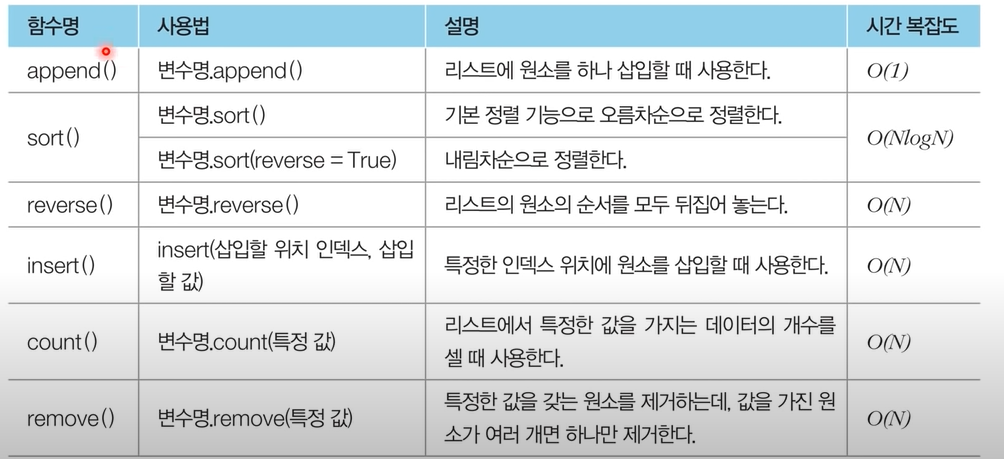 함수명 사용법 설명 시간 복잡도
append() 변수명.append() 리스트에 원소를 하나 삽입할 때 사용한다. O(1)
sort() 변수명.sort() 기본 정렬 기능으로 오름차순으로 정렬한다. O(NlogN)
변수명.sort(reverse = True) 내림차순으로 정렬한다.
reverse() 변수명.reverse() 리스트의 원소의 순서를 모두 뒤집어 놓는다. O(N)
insert() insert(삽입할 위치 인덱스, 삽입
할 값) 특정한 인덱스 위치에 원소를 삽입할 때 사용한다. O(N)
count() 변수명.count(특정 값) 리스트에서 특정한 값을 가지는 데이터의 개수를
셀 때 사용한다. O(N)
remove() 변수명.remove(특정 값) 특정한 값을 갖는 원소를 제거하는데, 값을 가진 원
소가 여러 개면 하나만 제거한다. O(N)